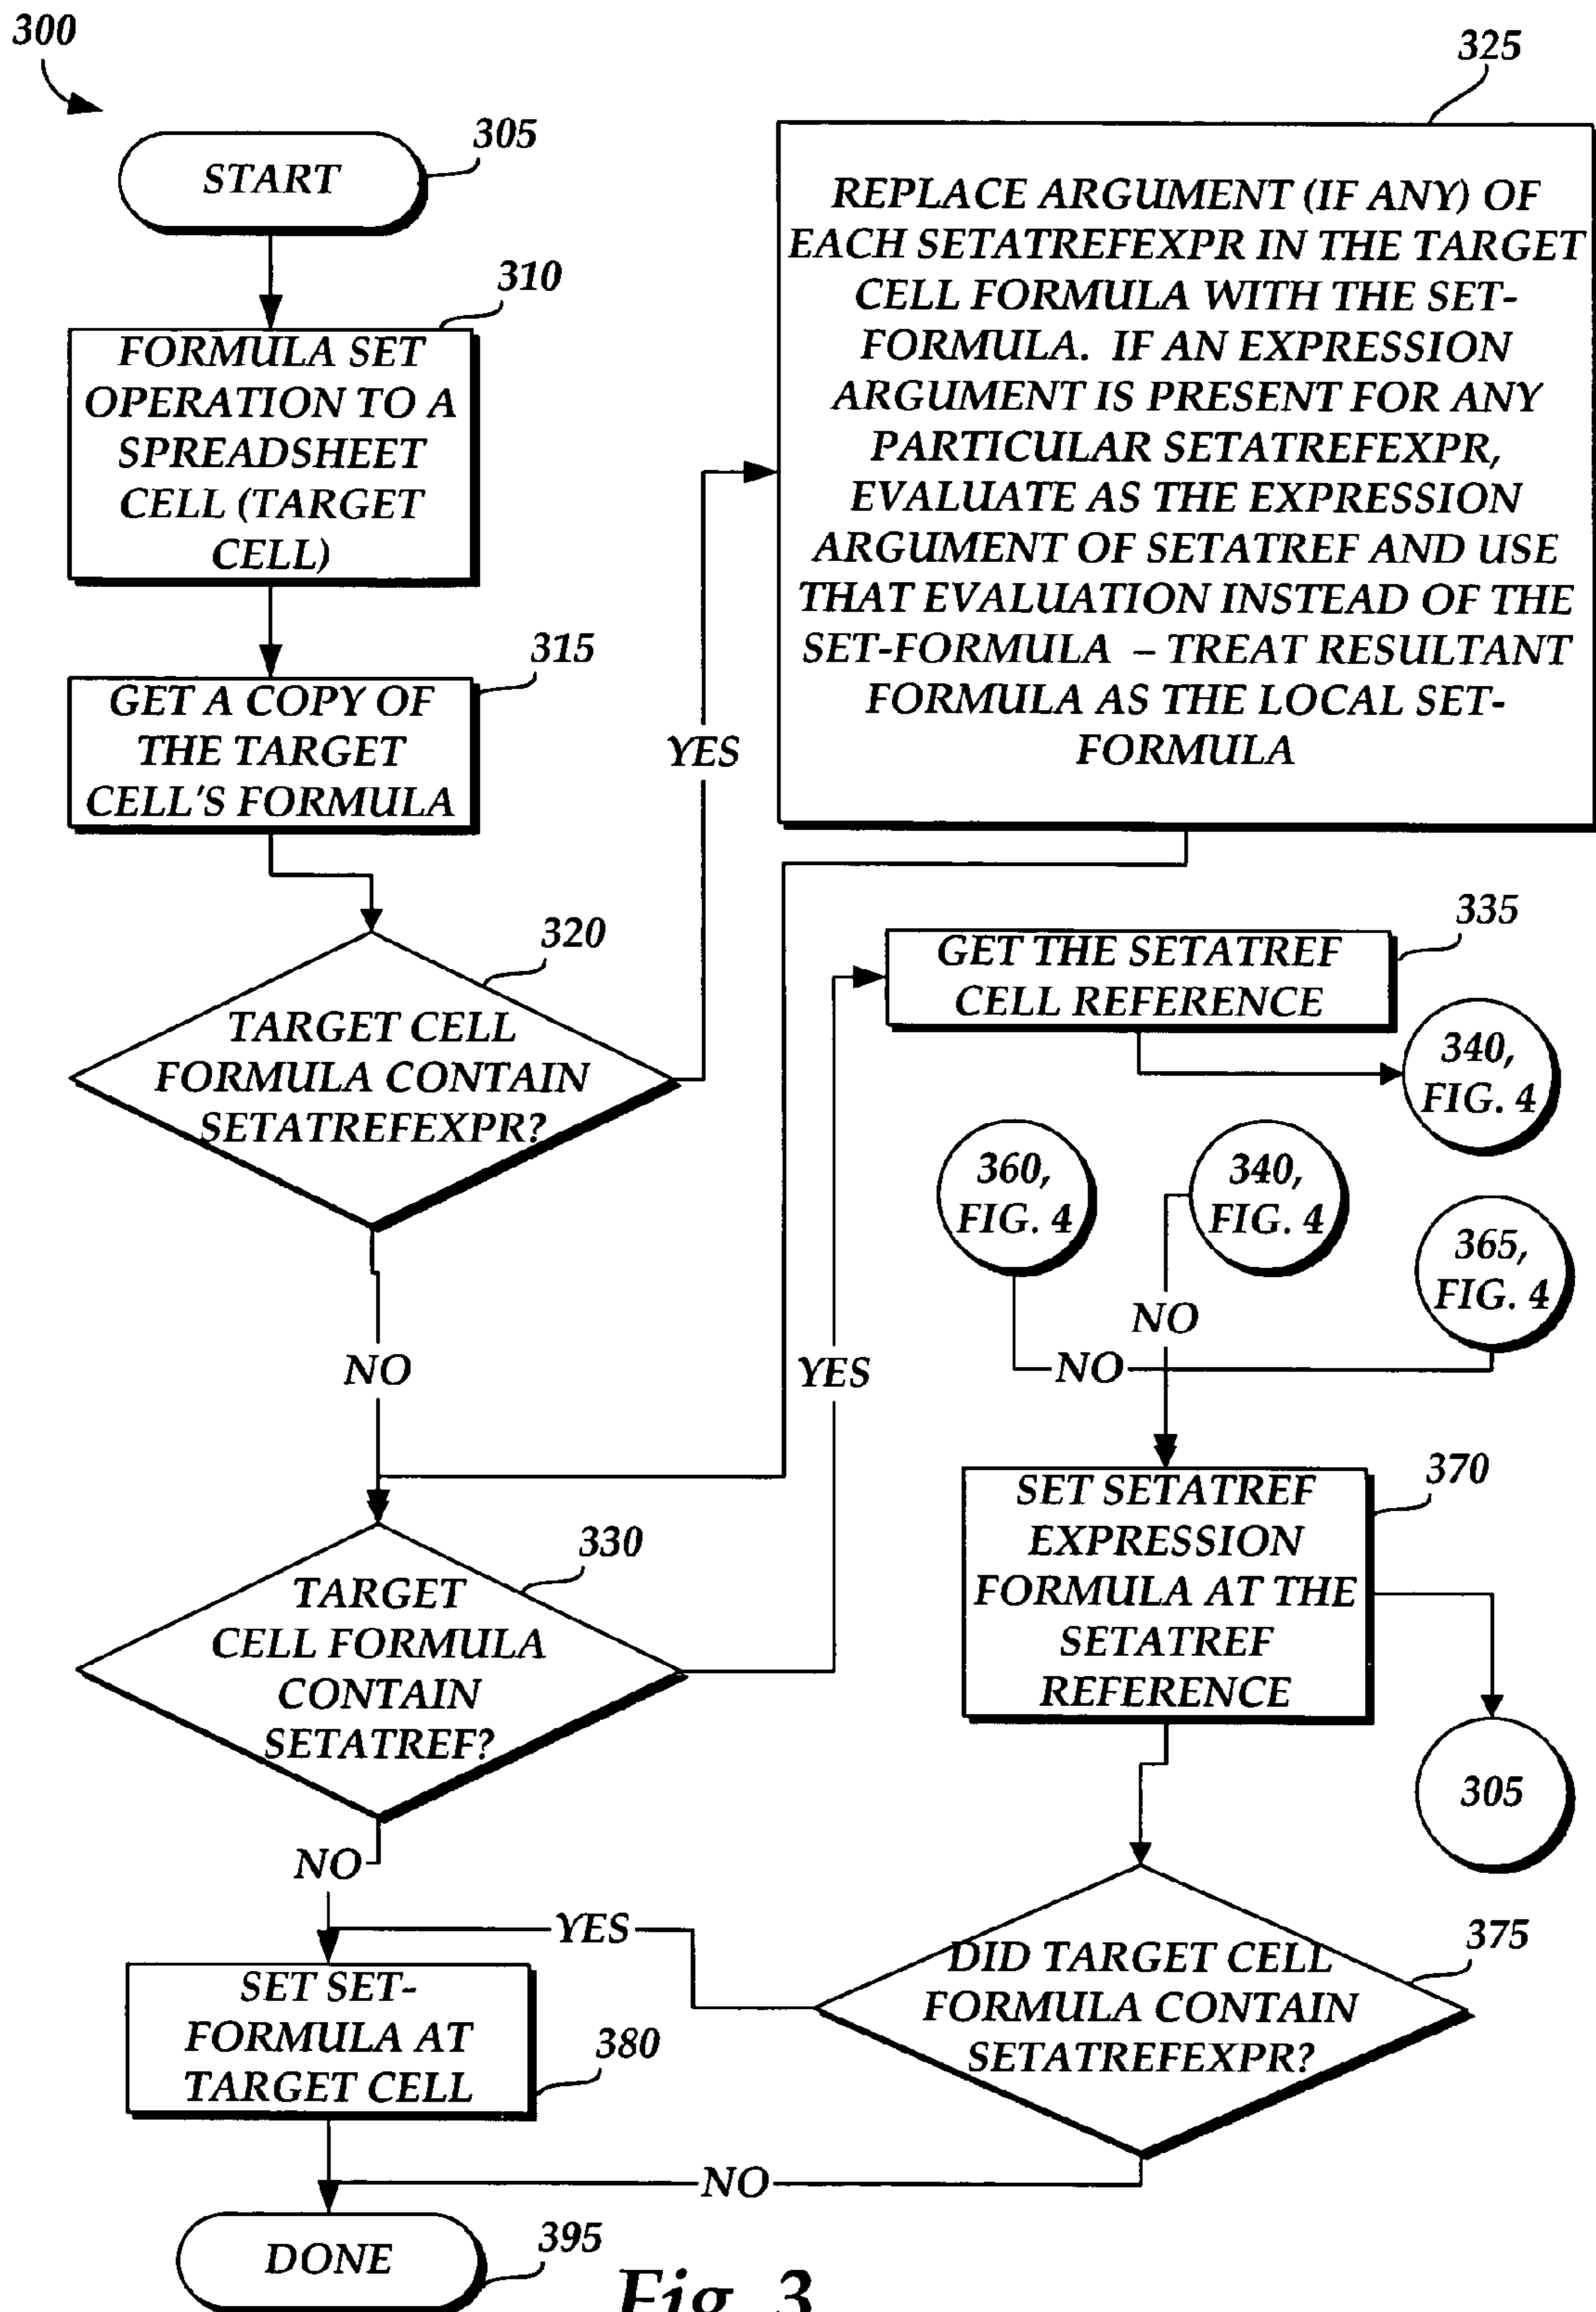 300
START
305
310
FORMULA SET
OPERATION TO A
SPREADSHEET
CELL (TARGET
CELL)
315
GET A COPY OF
THE TARGET
CELL'S FORMULA
320
TARGET CELL
FORMULA CONTAIN
SETATREFEXPR?
YES
NO
325
REPLACE ARGUMENT (IF ANY) OF
EACH SETATREFEXPR IN THE TARGET
CELL FORMULA WITH THE SET-
FORMULA. IF AN EXPRESSION
ARGUMENT IS PRESENT FOR ANY
PARTICULAR SETATREFEXPR,
EVALUATE AS THE EXPRESSION
ARGUMENT OF SETATREF AND USE
THAT EVALUATION INSTEAD OF THE
SET-FORMULA – TREAT RESULTANT
FORMULA AS THE LOCAL SET-
FORMULA
330
TARGET
CELL FORMULA
CONTAIN
SETATREF?
YES
NO
335
GET THE SETATREF
CELL REFERENCE
340,
FIG. 4
360,
FIG. 4
340,
FIG. 4
365,
FIG. 4
NO
NO
370
SET SETATREF
EXPRESSION
FORMULA AT THE
SETATREF
REFERENCE
305
375
DID TARGET CELL
FORMULA CONTAIN
SETATREFEXPR?
YES
NO
380
SET SET-
FORMULA AT
TARGET CELL
DONE
395
Fig. 3